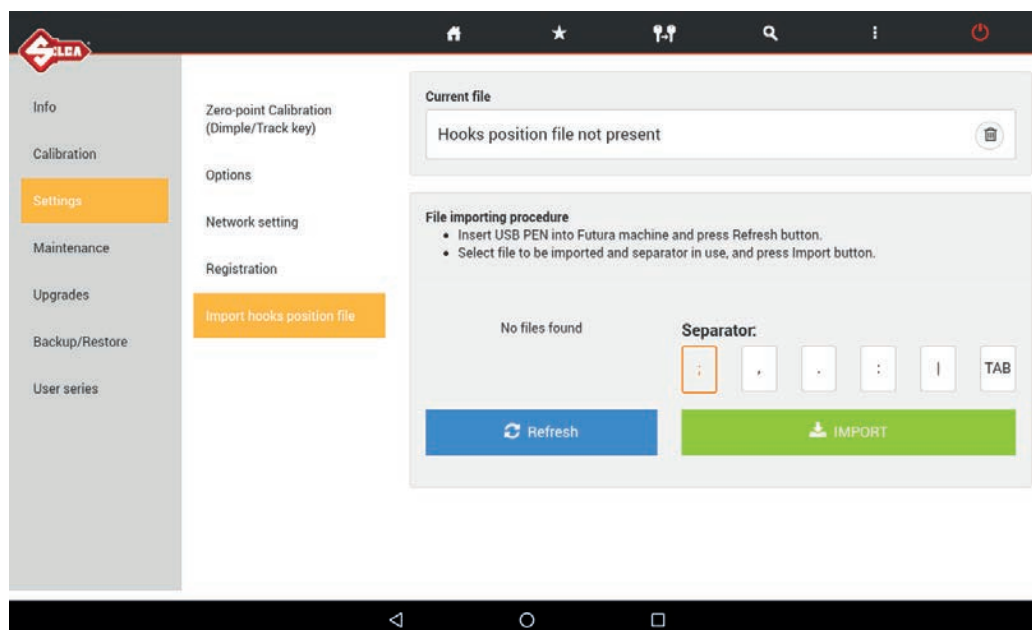 SILCA
Info
Calibration
Settings
Maintenance
Upgrades
Backup/Restore
User series
Zero-point Calibration
(Dimple/Track key)
Options
Network setting
Registration
Import hooks position file
Current file
Hooks position file not present
File importing procedure
• Insert USB PEN into Futura machine and press Refresh button.
• Select file to be imported and separator in use, and press Import button.
No files found
Separator:
; , . : | TAB
Refresh
IMPORT